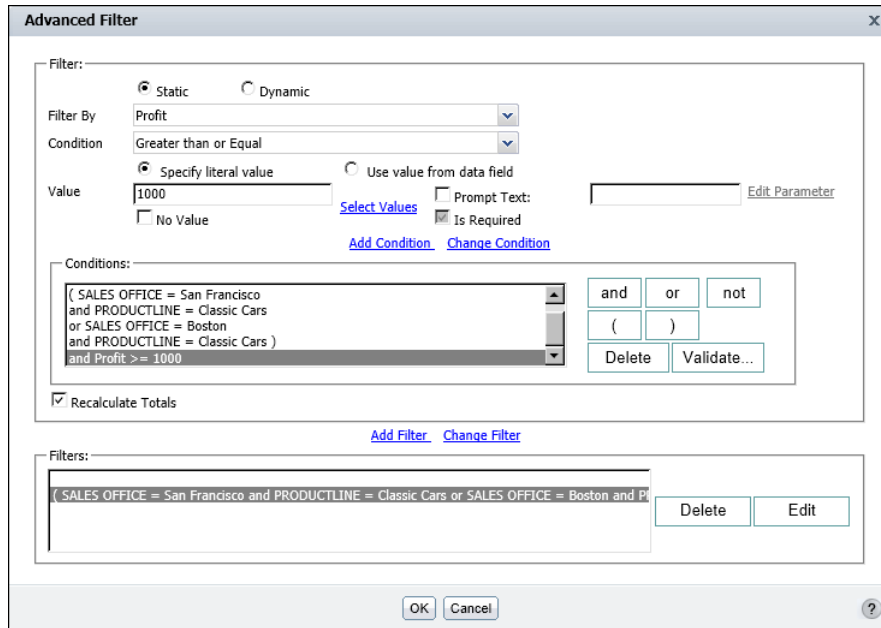 Advanced Filter x
Filter:
Static Dynamic
Filter By Profit
Condition Greater than or Equal
Specify literal value Use value from data field
Value 1000 Select Values Prompt Text: Edit Parameter
No Value Is Required
Add Condition Change Condition
Conditions:
( SALES OFFICE = San Francisco
and PRODUCTLINE = Classic Cars
or SALES OFFICE = Boston
and PRODUCTLINE = Classic Cars )
and Profit >= 1000
and or not
( )
Delete Validate...
Recalculate Totals
Add Filter Change Filter
Filters:
( SALES OFFICE = San Francisco and PRODUCTLINE = Classic Cars or SALES OFFICE = Boston and
Delete Edit
OK Cancel ?